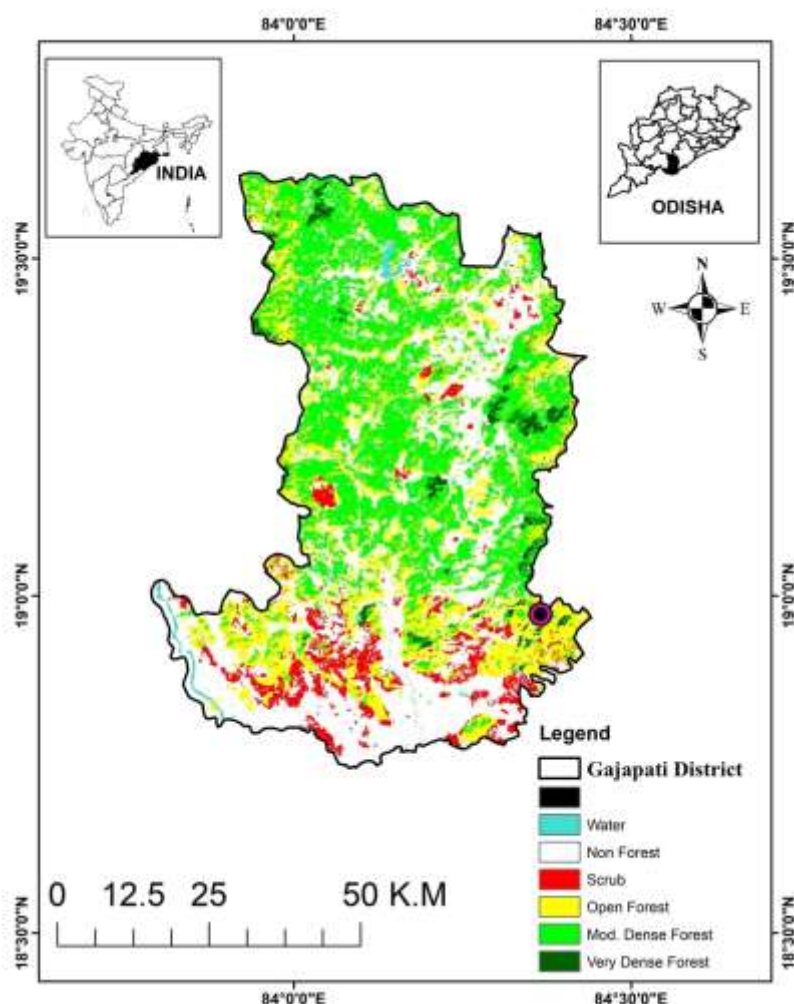 84°0'0"E
84°30'0"E
INDIA
ODISHA
19°30'0"N
19°30'0"N
N
W
E
S
19°0'0"N
19°0'0"N
Legend
Gajapati District
Water
Non Forest
Scrub
Open Forest
Mod. Dense Forest
Very Dense Forest
0 12.5 25 50 K.M
18°30'0"N
18°30'0"N
84°0'0"E
84°30'0"E